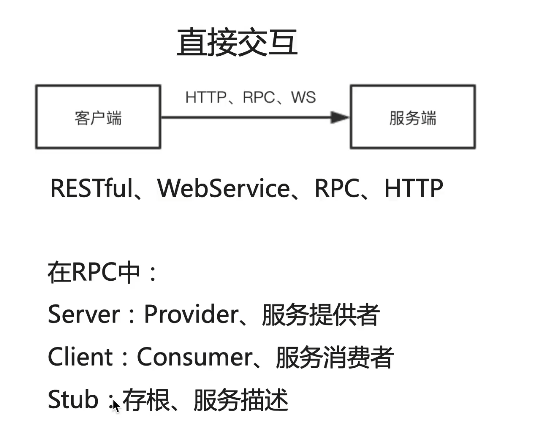 直接交互
HTTP、RPC、WS
客户端
服务端
RESTful、WebService、RPC、HTTP
在RPC中：
Server：Provider、服务提供者
Client：Consumer、服务消费者
Stub：存根、服务描述